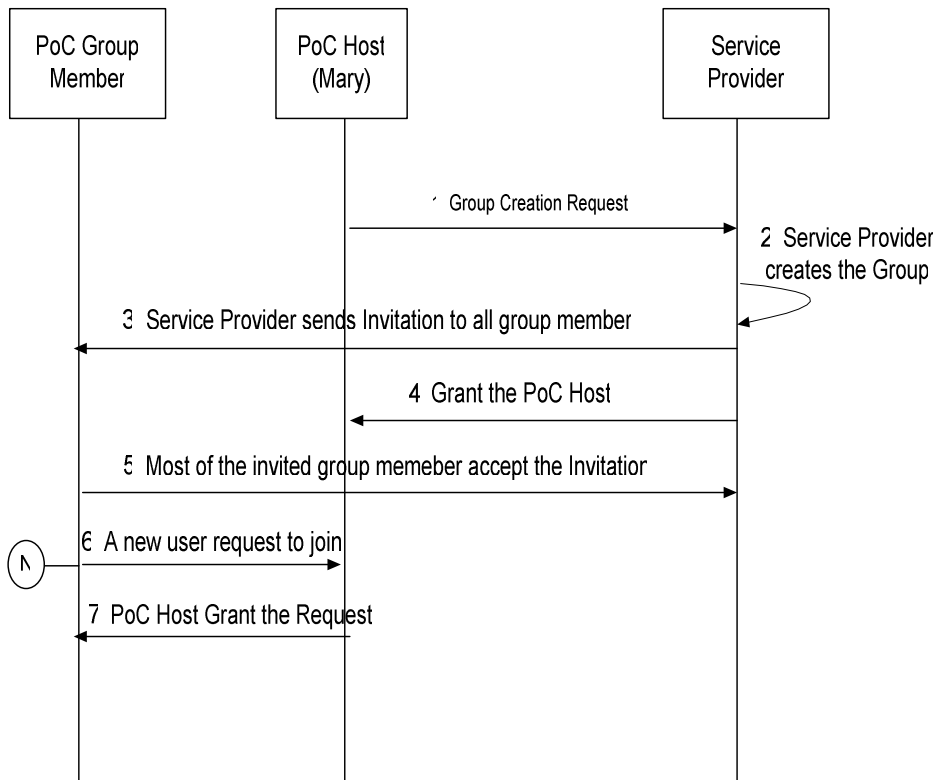 PoC Group
Member
PoC Host
(Mary)
Service
Provider
Group Creation Request
2 Service Provider
creates the Group
3 Service Provider sends Invitation to all group member
4 Grant the PoC Host
5 Most of the invited group memeber accept the Invitation
6 A new user request to join
7 PoC Host Grant the Request